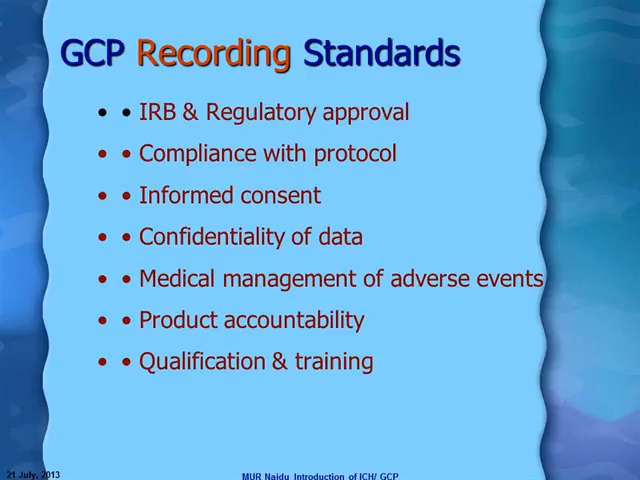 GCP Recording Standards
• • IRB & Regulatory approval
• • Compliance with protocol
• • Informed consent
• • Confidentiality of data
• • Medical management of adverse events
• • Product accountability
• • Qualification & training
21 July, 2013
MUR Naidu Introduction of ICH/ GCP